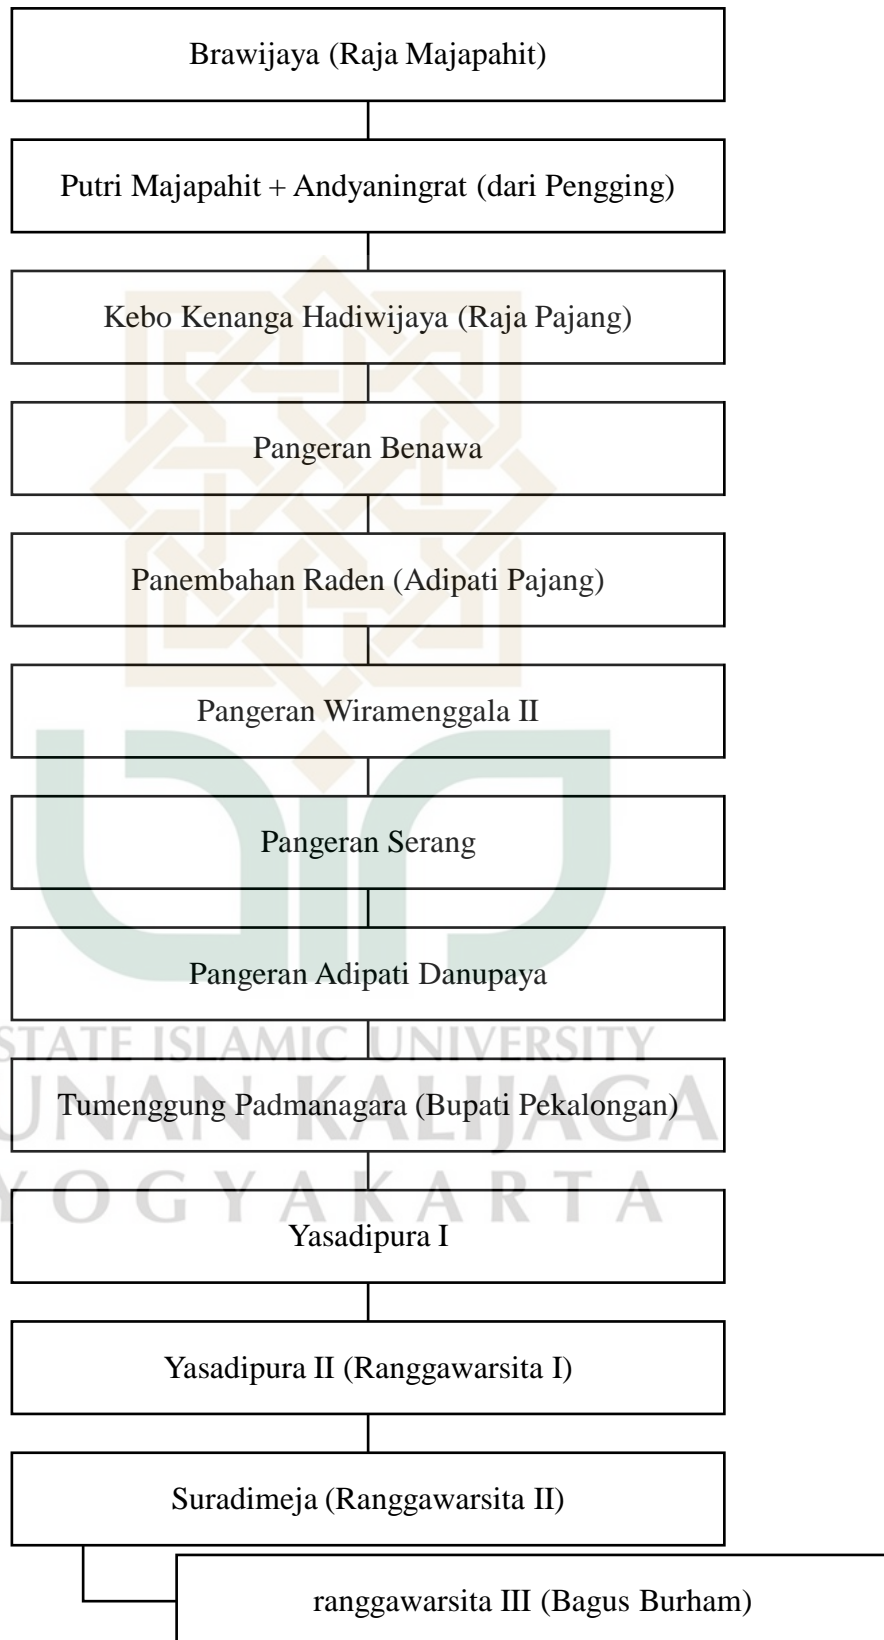 Brawijaya (Raja Majapahit)
Putri Majapahit + Andyaningrat (dari Pengging)
Kebo Kenanga Hadiwijaya (Raja Pajang)
Pangeran Benawa
Panembahan Raden (Adipati Pajang)
Pangeran Wiramenggala II
Pangeran Serang
Pangeran Adipati Danupaya
STATE ISLAMIC UNIVERSITY
Tumenggung Padmanagara (Bupati Pekalongan)
UNAN KALIJAGA
YOGYAKARTA
Yasadipura I
Yasadipura II (Ranggawarsita I)
Suradimeja (Ranggawarsita II)
ranggawarsita III (Bagus Burham)